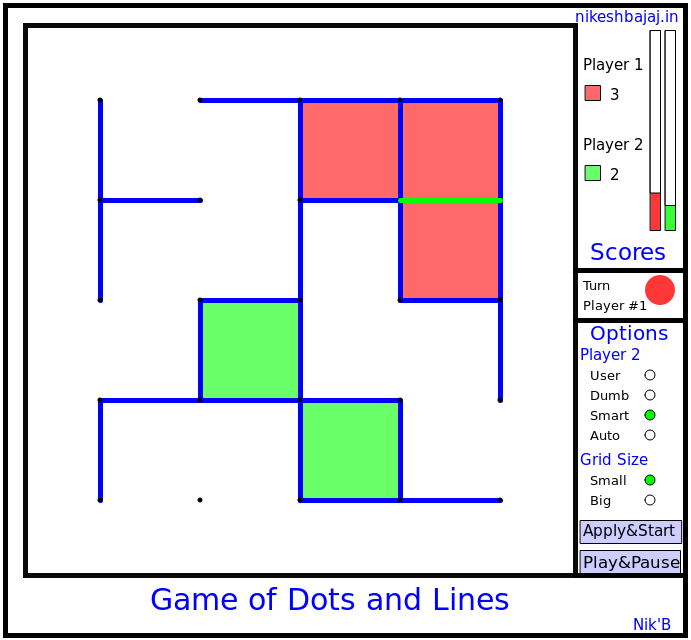 nikeshbajaj.in
Player 1
3
Player 2
2
Scores
Turn
Player #1
Options
Player 2
User
Dumb
Smart
Auto
Grid Size
Small
Big
Apply&Start
Play&Pause
Game of Dots and Lines
Nik'B